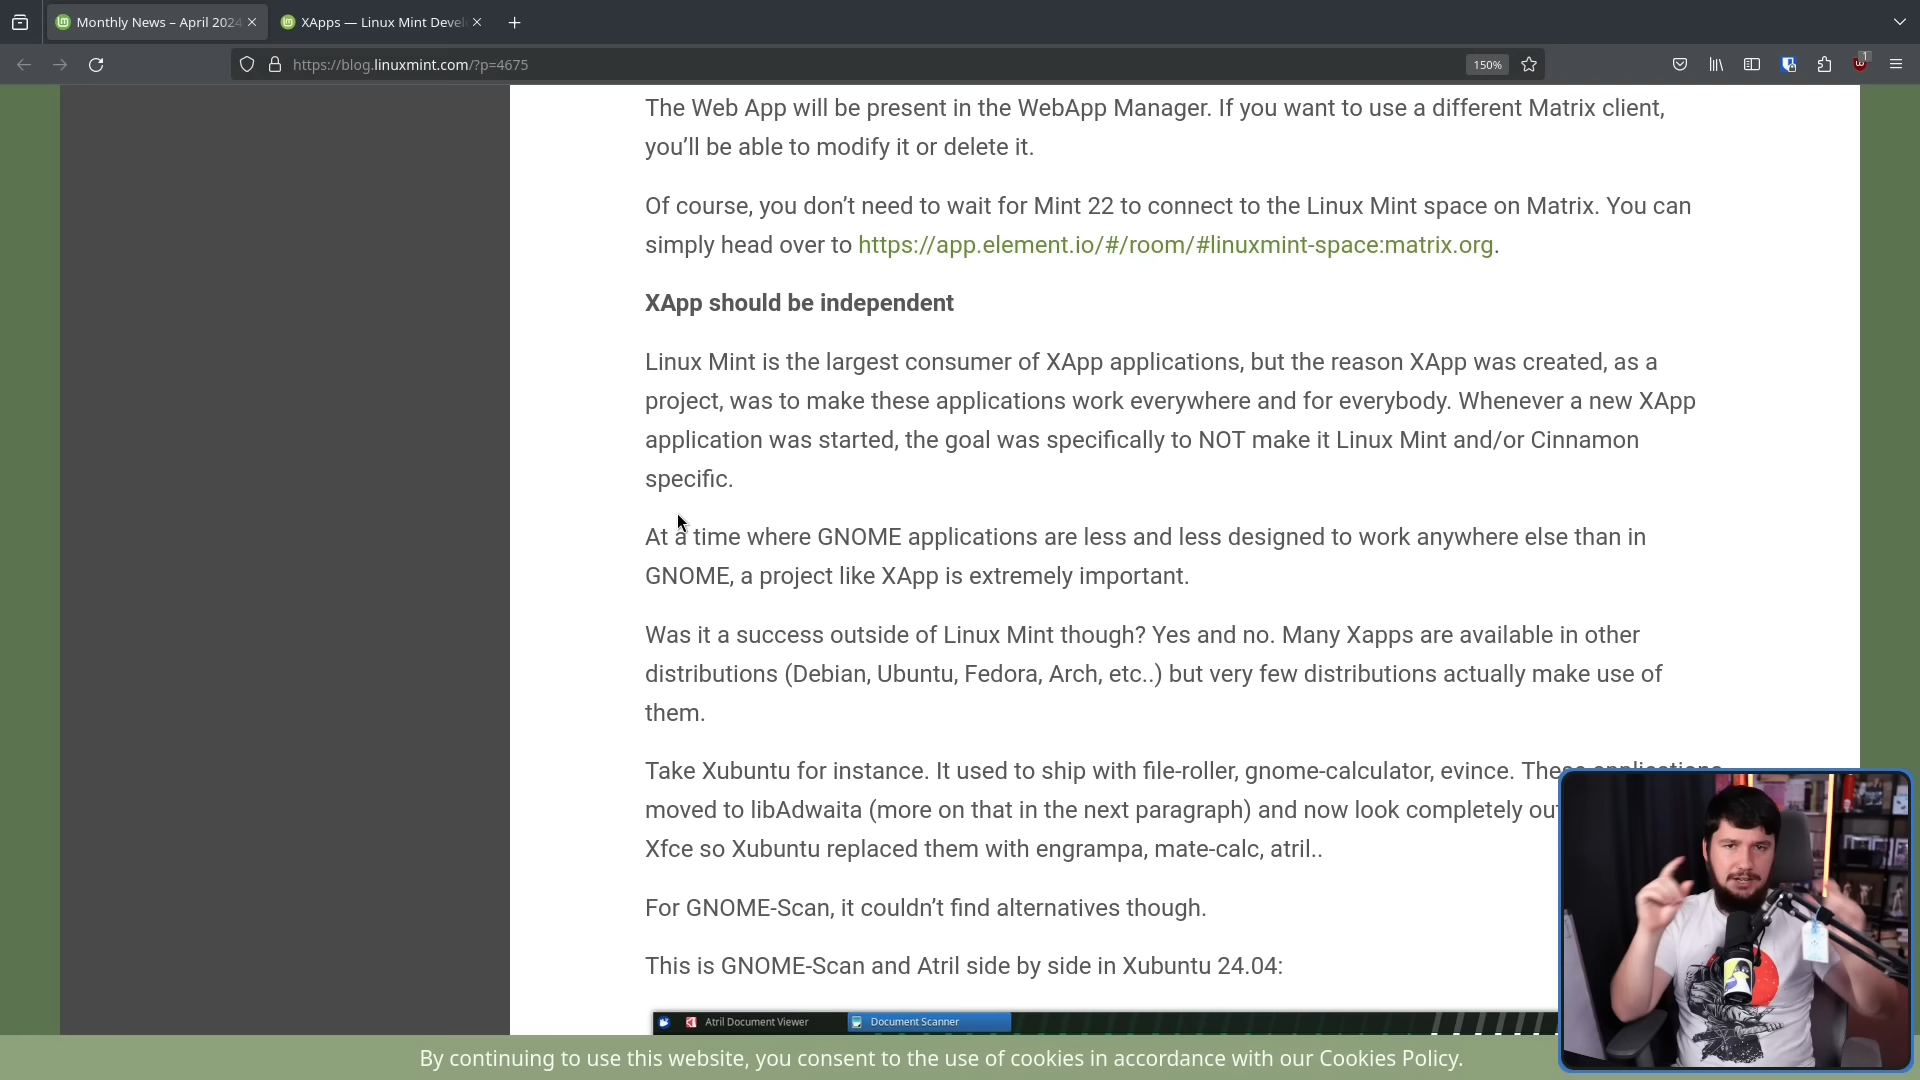 Monthly News – April 2024
XApps — Linux Mint Devel
https://blog.linuxmint.com/?p=4675
150%
1
The Web App will be present in the WebApp Manager. If you want to use a different Matrix client,
you’ll be able to modify it or delete it.
Of course, you don’t need to wait for Mint 22 to connect to the Linux Mint space on Matrix. You can
simply head over to https://app.element.io/#/room/#linuxmint-space:matrix.org.
XApp should be independent
Linux Mint is the largest consumer of XApp applications, but the reason XApp was created, as a
project, was to make these applications work everywhere and for everybody. Whenever a new XApp
application was started, the goal was specifically to NOT make it Linux Mint and/or Cinnamon
specific.
At a time where GNOME applications are less and less designed to work anywhere else than in
GNOME, a project like XApp is extremely important.
Was it a success outside of Linux Mint though? Yes and no. Many Xapps are available in other
distributions (Debian, Ubuntu, Fedora, Arch, etc..) but very few distributions actually make use of
them.
Take Xubuntu for instance. It used to ship with file-roller, gnome-calculator, evince. These applications
moved to libAdwaita (more on that in the next paragraph) and now look completely out
Xfce so Xubuntu replaced them with engrampa, mate-calc, atril..
For GNOME-Scan, it couldn’t find alternatives though.
This is GNOME-Scan and Atril side by side in Xubuntu 24.04:
Atril Document Viewer
Document Scanner
By continuing to use this website, you consent to the use of cookies in accordance with our Cookies Policy.